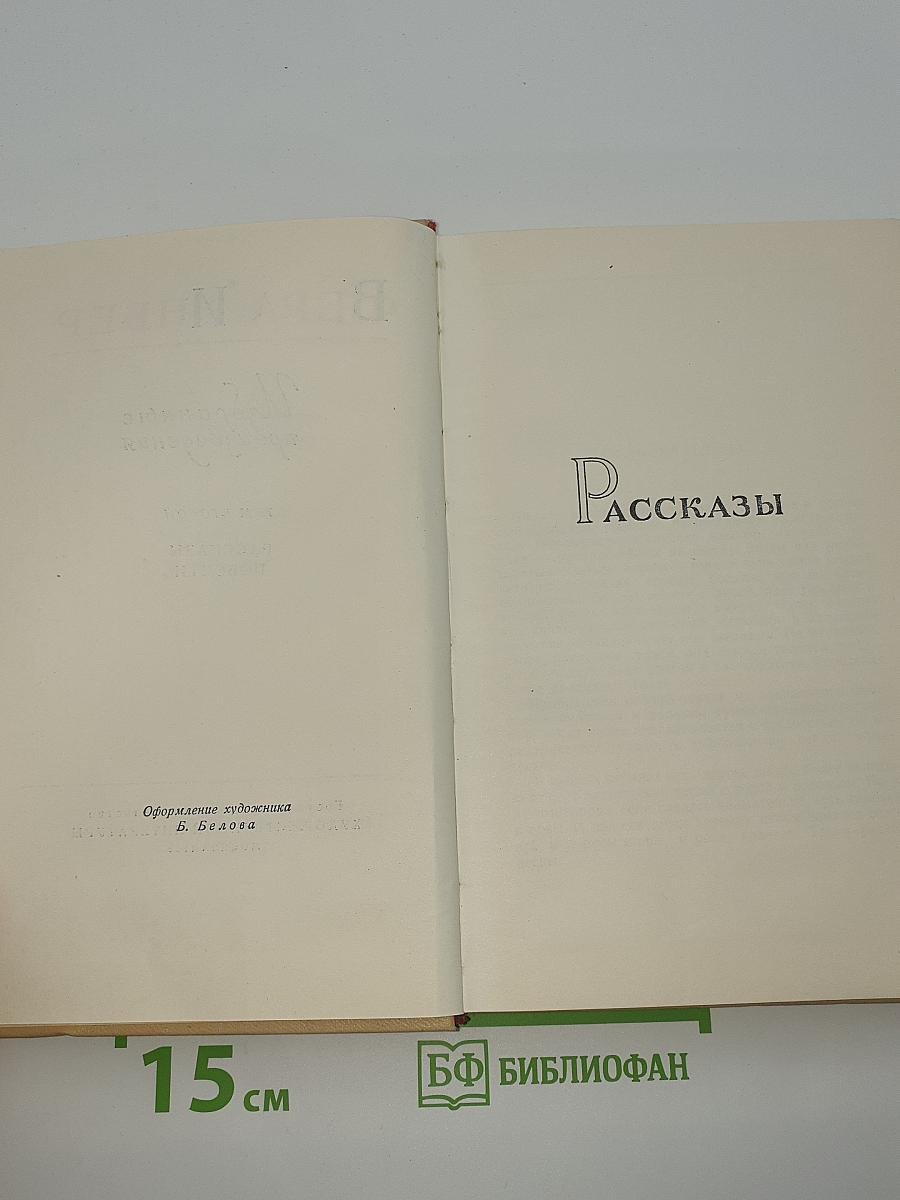 Оформление художника
Б. Белова
Рассказы
15 см
БФ БИБЛИОФАН